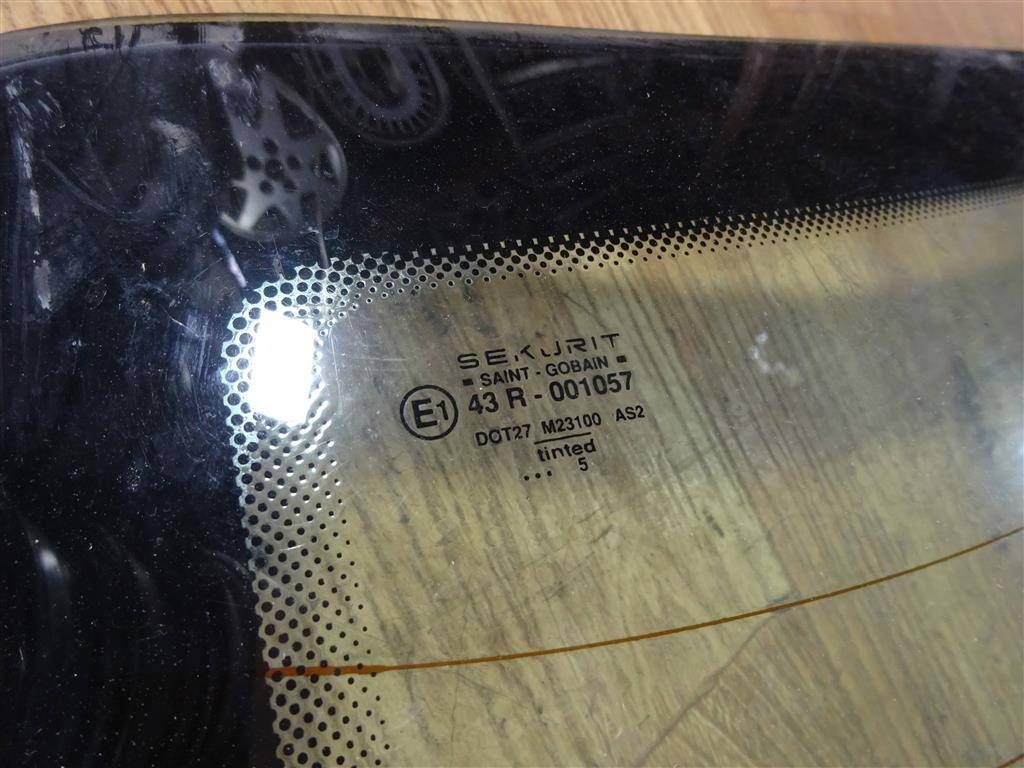 SEKURIT
SAINT - GOBAIN
E1 43 R - 001057
DOT27 M23100 AS2
tinted
... 5